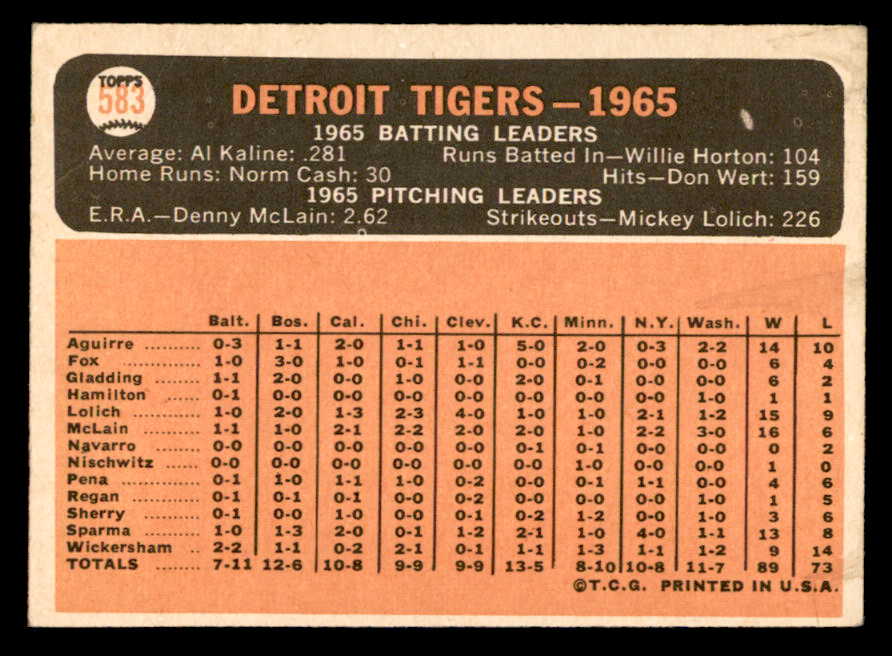 TOPPS
583
DETROIT TIGERS — 1965
1965 BATTING LEADERS
Average: Al Kaline: .281 Runs Batted In—Willie Horton: 104
Home Runs: Norm Cash: 30 Hits—Don Wert: 159
1965 PITCHING LEADERS
E.R.A.—Denny McLain: 2.62 Strikeouts—Mickey Lolich: 226
Balt. Bos. Cal. Chi. Clev. K.C. Minn. N.Y. Wash. W L
Aguirre .......... 0-3 1-1 2-0 1-1 1-0 5-0 2-0 0-3 2-2 14 10
Fox .............. 1-0 3-0 1-0 0-1 1-1 0-0 0-2 0-0 0-0 6 4
Gladding ......... 1-1 2-0 0-0 1-0 0-0 2-0 0-1 0-0 0-0 6 2
Hamilton ...... 0-1 0-0 0-0 0-0 0-0 0-0 0-0 0-0 1-0 1 1
Lolich ............ 1-0 2-0 1-3 2-3 4-0 1-0 1-0 2-1 1-2 15 9
McLain ........... 1-1 1-0 2-1 2-2 2-0 2-0 1-0 2-2 3-0 16 6
Navarro .......... 0-0 0-0 0-0 0-0 0-0 0-1 0-1 0-0 0-0 0 2
Nischwitz ...... 0-0 0-0 0-0 0-0 0-0 0-0 1-0 0-0 0-0 1 0
Pena .............. 0-1 1-0 1-1 1-0 0-2 0-0 0-1 1-1 0-0 4 6
Regan ............ 0-1 0-1 0-1 0-0 0-2 0-0 0-0 0-0 1-0 1 5
Sherry .......... 0-1 0-0 1-0 0-0 0-1 0-2 1-2 0-0 1-0 3 6
Sparma .......... 1-0 1-3 2-0 0-1 1-2 2-1 1-0 4-0 1-0 13 8
Wickersham .. 2-2 1-1 0-2 2-1 0-1 1-1 1-3 1-1 1-2 9 14
TOTALS ........ 7-11 12-6 10-8 9-9 9-9 13-5 8-10 10-8 11-7 89 73
©T.C.G. PRINTED IN U.S.A.